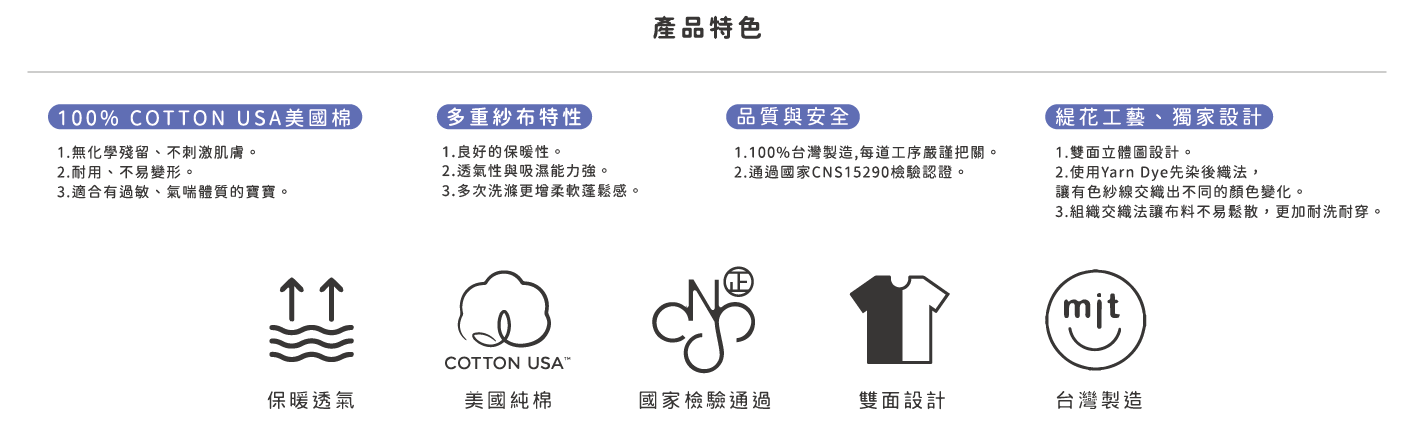 產品特色
100% COTTON USA美國棉
1.無化學殘留、不刺激肌膚。
2.耐用、不易變形。
3.適合有過敏、氣喘體質的寶寶。
多重紗布特性
1.良好的保暖性。
2.透氣性與吸濕能力強。
3.多次洗滌更增柔軟蓬鬆感。
品質與安全
1.100%台灣製造,每道工序嚴謹把關。
2.通過國家CNS15290檢驗認證。
緹花工藝、獨家設計
1.雙面立體圖設計。
2.使用Yarn Dye先染後織法，
讓有色紗線交織出不同的顏色變化。
3.組織交織法讓布料不易鬆散，更加耐洗耐穿。
保暖透氣
COTTON USA™
美國純棉
CNS 正
國家檢驗通過
雙面設計
mit
台灣製造